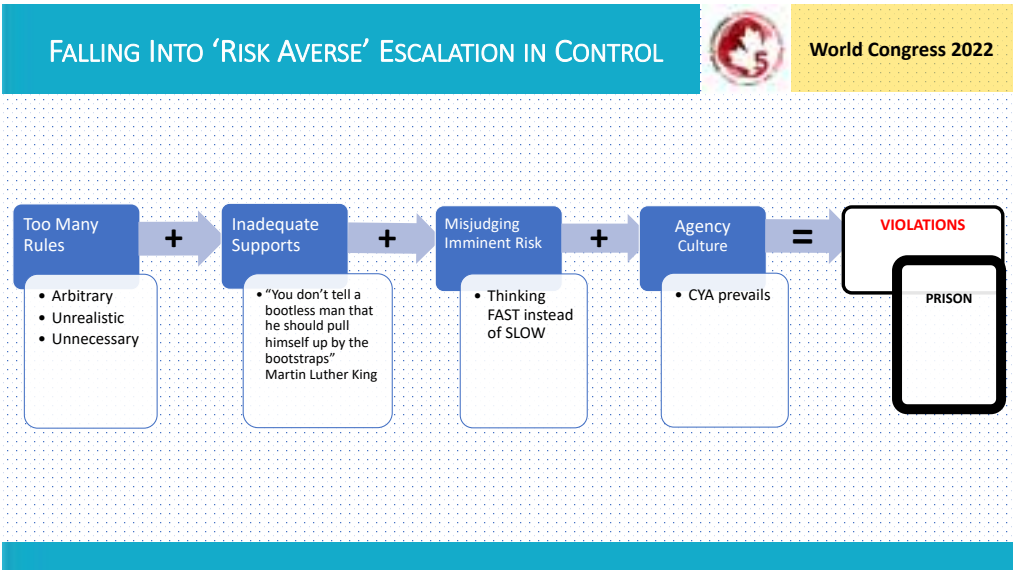 FALLING INTO ‘RISK AVERSE’ ESCALATION IN CONTROL
5
World Congress 2022
Too Many
Rules
• Arbitrary
• Unrealistic
• Unnecessary
+
Inadequate
Supports
• “You don’t tell a
bootless man that
he should pull
himself up by the
bootstraps”
Martin Luther King
+
Misjudging
Imminent Risk
• Thinking
FAST instead
of SLOW
+
Agency
Culture
• CYA prevails
=
VIOLATIONS
PRISON